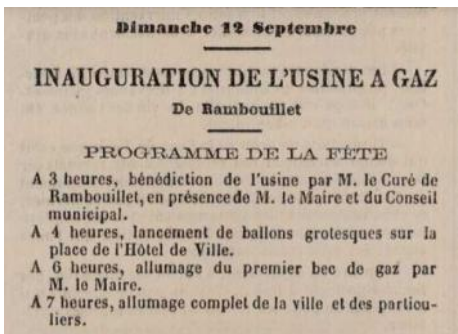 Dimanche 12 Septembre
INAUGURATION DE L'USINE A GAZ
De Rambouillet
PROGRAMME DE LA FÊTE
A 3 heures, bénédiction de l'usine par M. le Curé de
Rambouillet, en présence de M. le Maire et du Conseil
municipal.
A 4 heures, lancement de ballons grotesques sur la
place de l'Hôtel de Ville.
A 6 heures, allumage du premier bec de gaz par
M. le Maire.
A 7 heures, allumage complet de la ville et des particu-
liers.